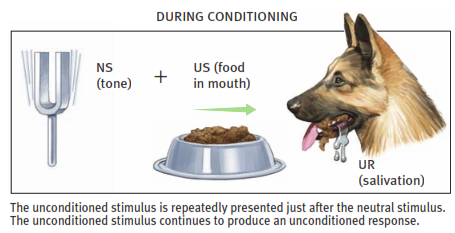 DURING CONDITIONING
NS
(tone)
+
US (food
in mouth)
UR
(salivation)
The unconditioned stimulus is repeatedly presented just after the neutral stimulus.
The unconditioned stimulus continues to produce an unconditioned response.